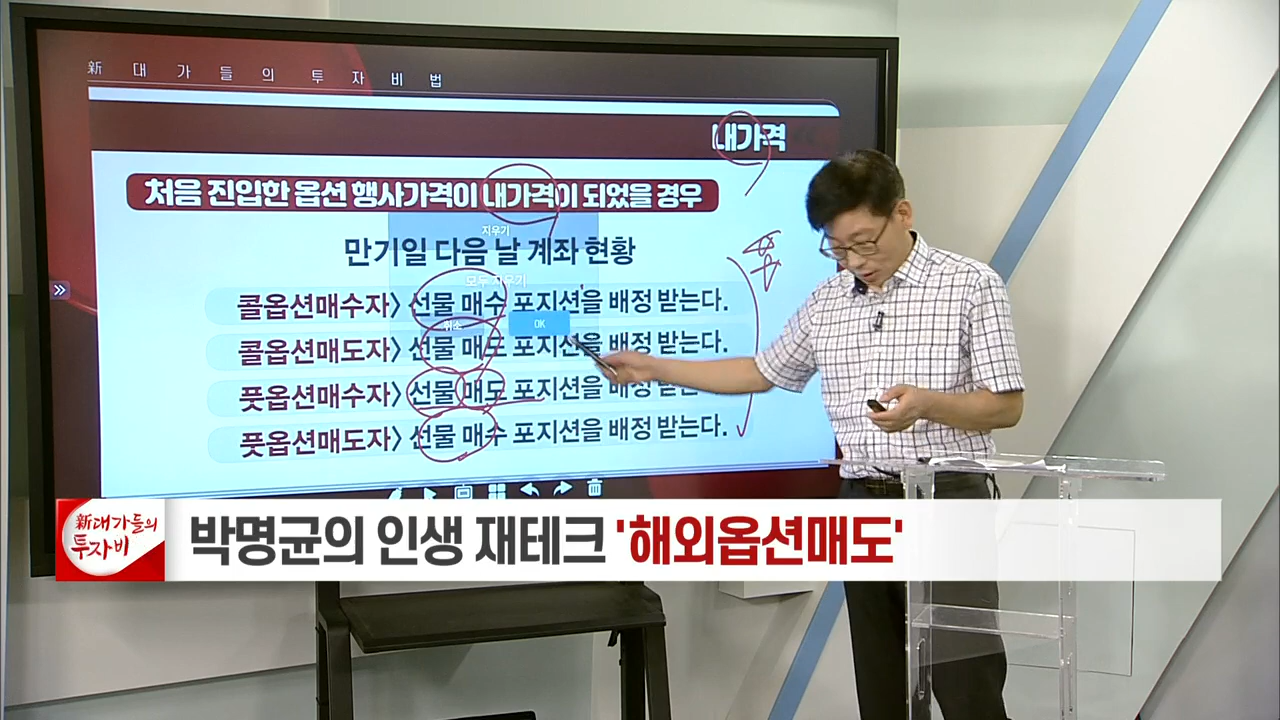 新 대 가 들 의 투 자 비 법
내가격
처음 진입한 옵션 행사가격이 내가격이 되었을 경우
지우기
만기일 다음 날 계좌 현황
모두 지우기
콜옵션매수자> 선물 매수 포지션을 배정 받는다.
취소 OK
콜옵션매도자> 선물 매도 포지션을 배정 받는다.
풋옵션매수자> 선물 매도 포지션을 배정 받는다.
풋옵션매도자> 선물 매수 포지션을 배정 받는다.
新대가들의
투자비
박명균의 인생 재테크 '해외옵션매도'